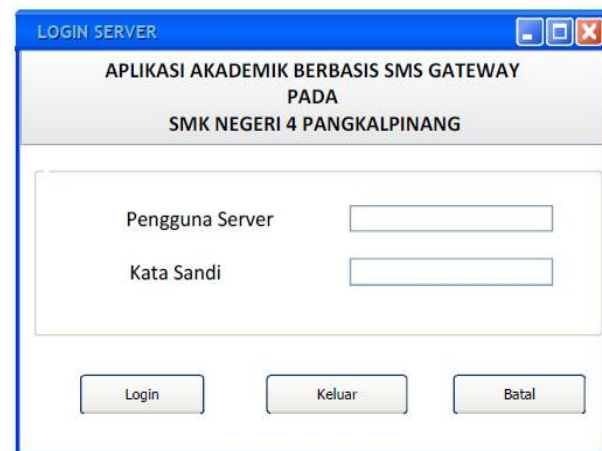 LOGIN SERVER
APLIKASI AKADEMIK BERBASIS SMS GATEWAY
PADA
SMK NEGERI 4 PANGKALPINANG
Pengguna Server
Kata Sandi
Login Keluar Batal